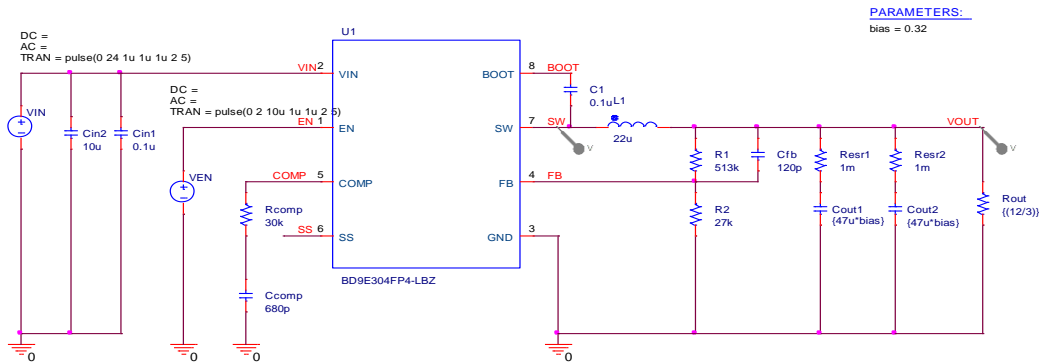 PARAMETERS:
bias = 0.32
DC =
AC =
TRAN = pulse(0 24 1u 1u 1u 2 5)
U1
VIN 2 VIN
BOOT 8 BOOT
DC =
AC =
TRAN = pulse(0 2 10u 1u 1u 2 5)
C1
0.1u
L1
22u
VIN
Cin2
10u
Cin1
0.1u
EN 1 EN
SW 7 SW
V
VOUT
V
R1
513k
Cfb
120p
Resr1
1m
Resr2
1m
VEN
COMP 5 COMP
FB 4 FB
Rcomp
30k
R2
27k
Cout1
{47u*bias}
Cout2
{47u*bias}
Rout
{(12/3)}
SS 6 SS
GND 3
BD9E304FP4-LBZ
Ccomp
680p
0
0
0
0